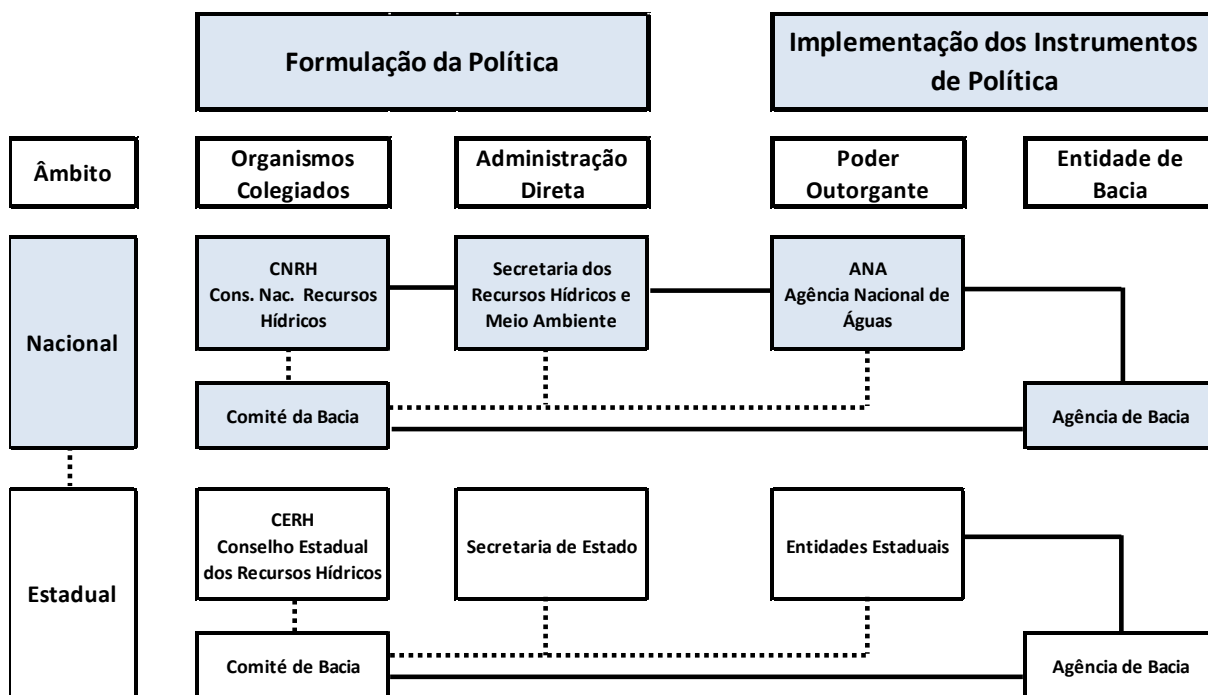 Formulação da Política
Implementação dos Instrumentos
de Política
Âmbito
Organismos
Colegiados
Administração
Direta
Poder
Outorgante
Entidade de
Bacia
Nacional
CNRH
Cons. Nac. Recursos
Hídricos
Secretaria dos
Recursos Hídricos e
Meio Ambiente
ANA
Agência Nacional de
Águas
Comité da Bacia
Agência de Bacia
Estadual
CERH
Conselho Estadual
dos Recursos Hídricos
Secretaria de Estado
Entidades Estaduais
Comité de Bacia
Agência de Bacia